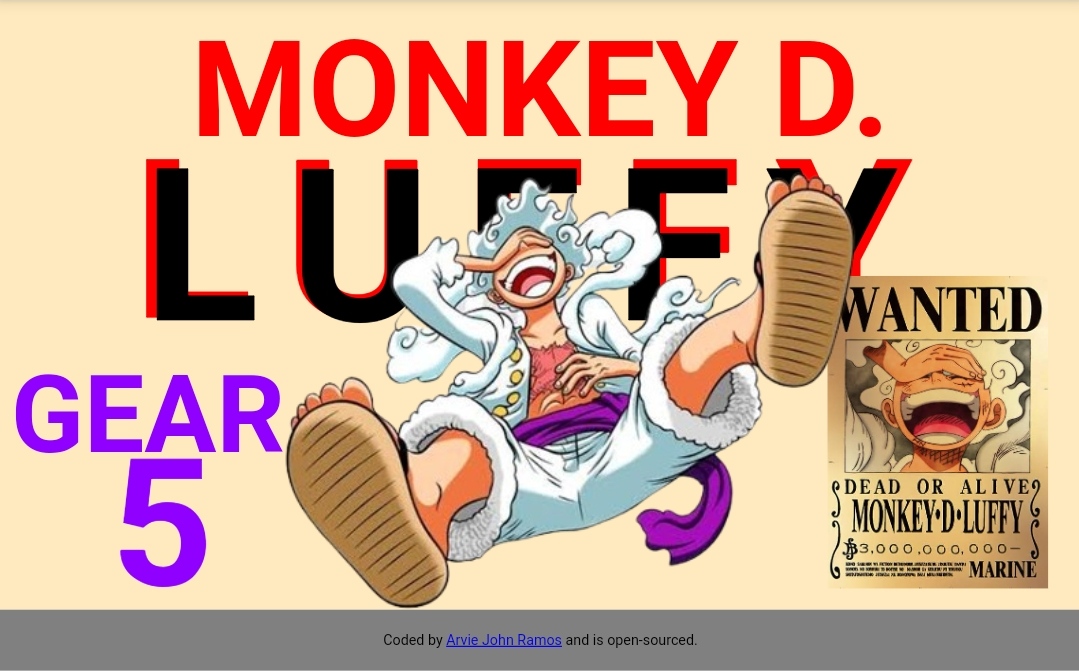 MONKEY D.
LUFFY
GEAR
5
WANTED
DEAD OR ALIVE
MONKEY•D•LUFFY
฿3,000,000,000–
MARINE
Coded by Arvie John Ramos and is open-sourced.